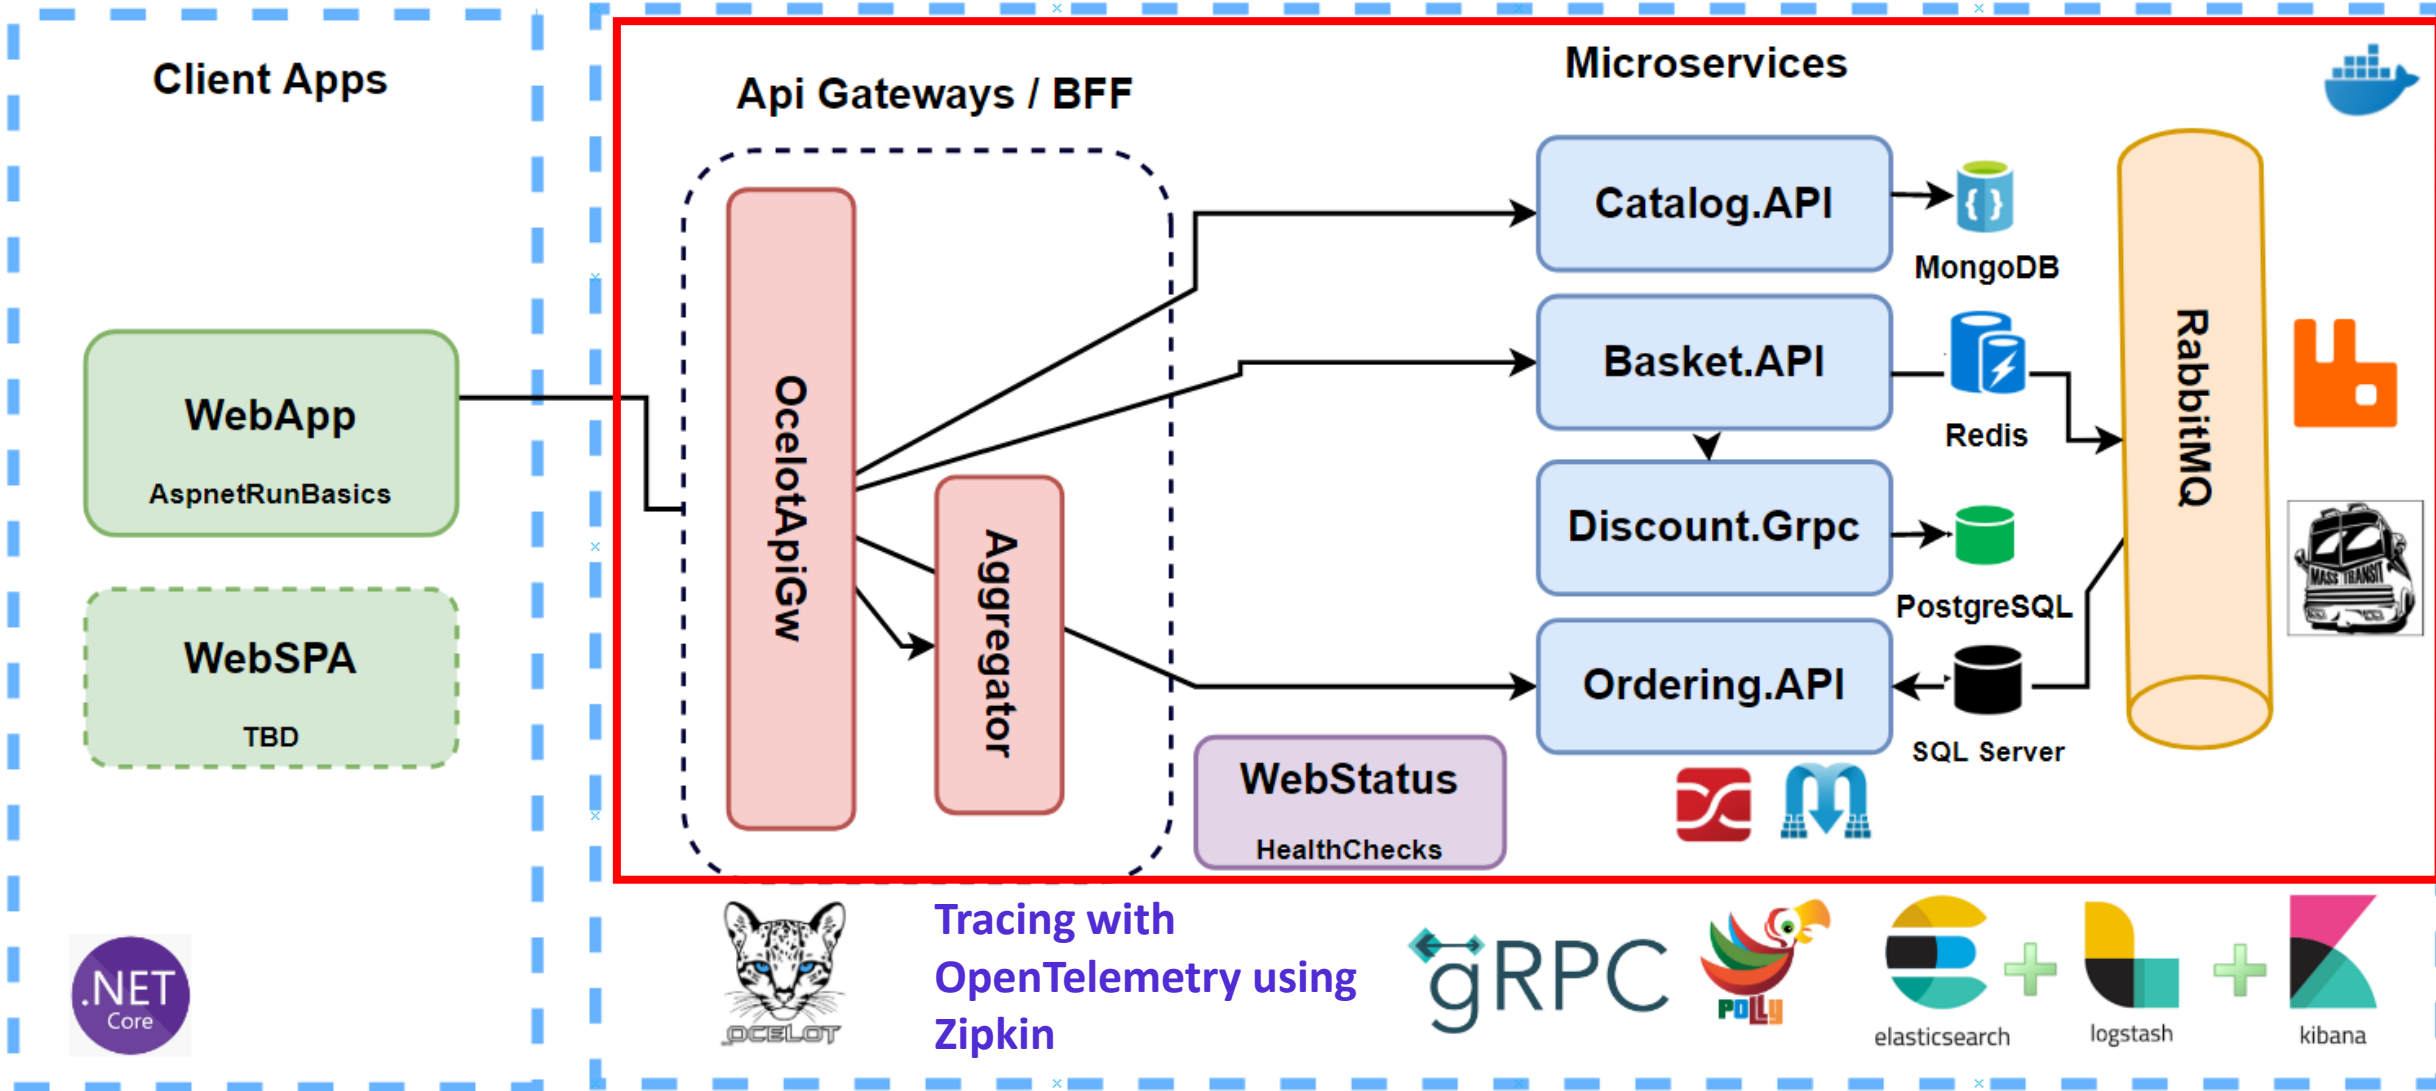 Client Apps
WebApp
AspnetRunBasics
WebSPA
TBD
.NET
Core
Api Gateways / BFF
OcelotApiGw
Aggregator
Microservices
Catalog.API
MongoDB
Basket.API
Redis
Discount.Grpc
PostgreSQL
Ordering.API
SQL Server
RabbitMQ
MASS TRANSIT
WebStatus
HealthChecks
OCELOT
Tracing with
OpenTelemetry using
Zipkin
gRPC
POLLY
elasticsearch
logstash
kibana